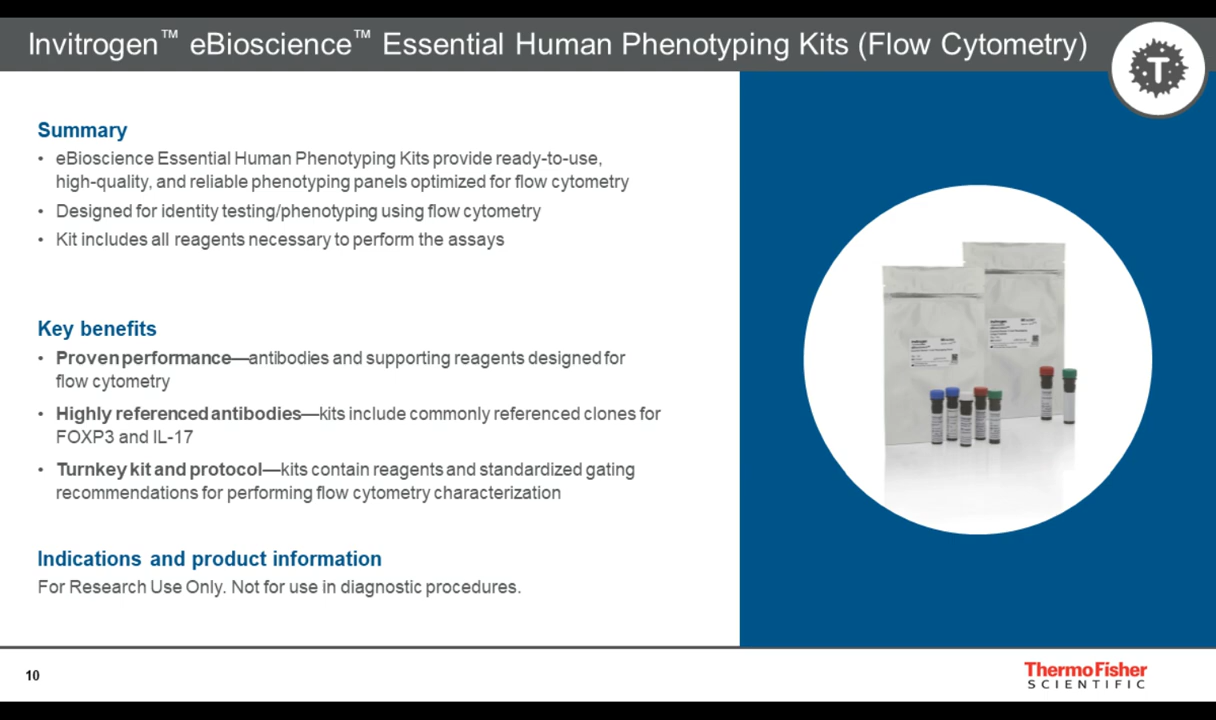 Invitrogen™ eBioscience™ Essential Human Phenotyping Kits (Flow Cytometry)
T
Summary
• eBioscience Essential Human Phenotyping Kits provide ready-to-use,
high-quality, and reliable phenotyping panels optimized for flow cytometry
• Designed for identity testing/phenotyping using flow cytometry
• Kit includes all reagents necessary to perform the assays
Key benefits
• Proven performance—antibodies and supporting reagents designed for
flow cytometry
• Highly referenced antibodies—kits include commonly referenced clones for
FOXP3 and IL-17
• Turnkey kit and protocol—kits contain reagents and standardized gating
recommendations for performing flow cytometry characterization
Indications and product information
For Research Use Only. Not for use in diagnostic procedures.
10
ThermoFisher
SCIENTIFIC